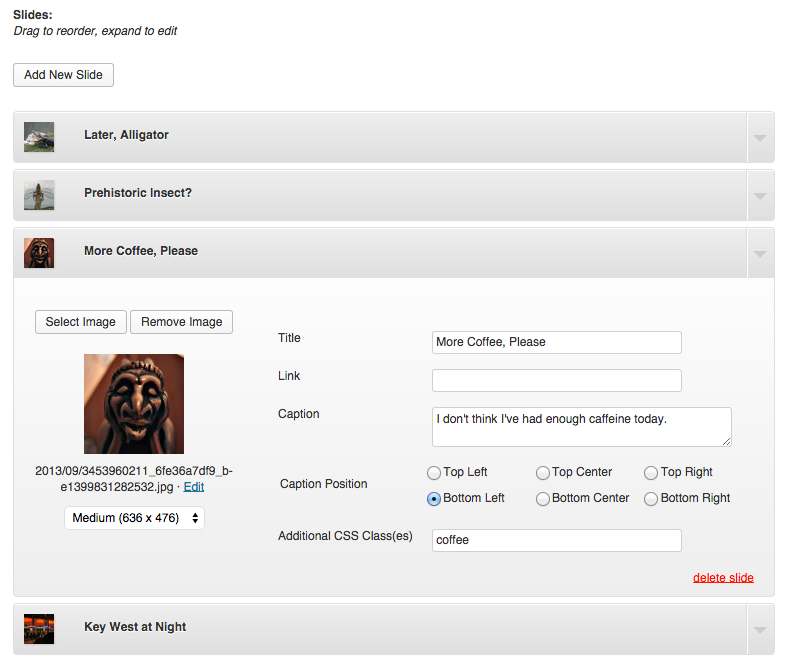 Slides:
Drag to reorder, expand to edit
Add New Slide
Later, Alligator
Prehistoric Insect?
More Coffee, Please
Select Image
Remove Image
2013/09/3453960211_6fe36a7df9_b-
e1399831282532.jpg · Edit
Medium (636 x 476)
Title
More Coffee, Please
Link
Caption
I don't think I've had enough caffeine today.
Caption Position
Top Left
Top Center
Top Right
Bottom Left
Bottom Center
Bottom Right
Additional CSS Class(es)
coffee
delete slide
Key West at Night